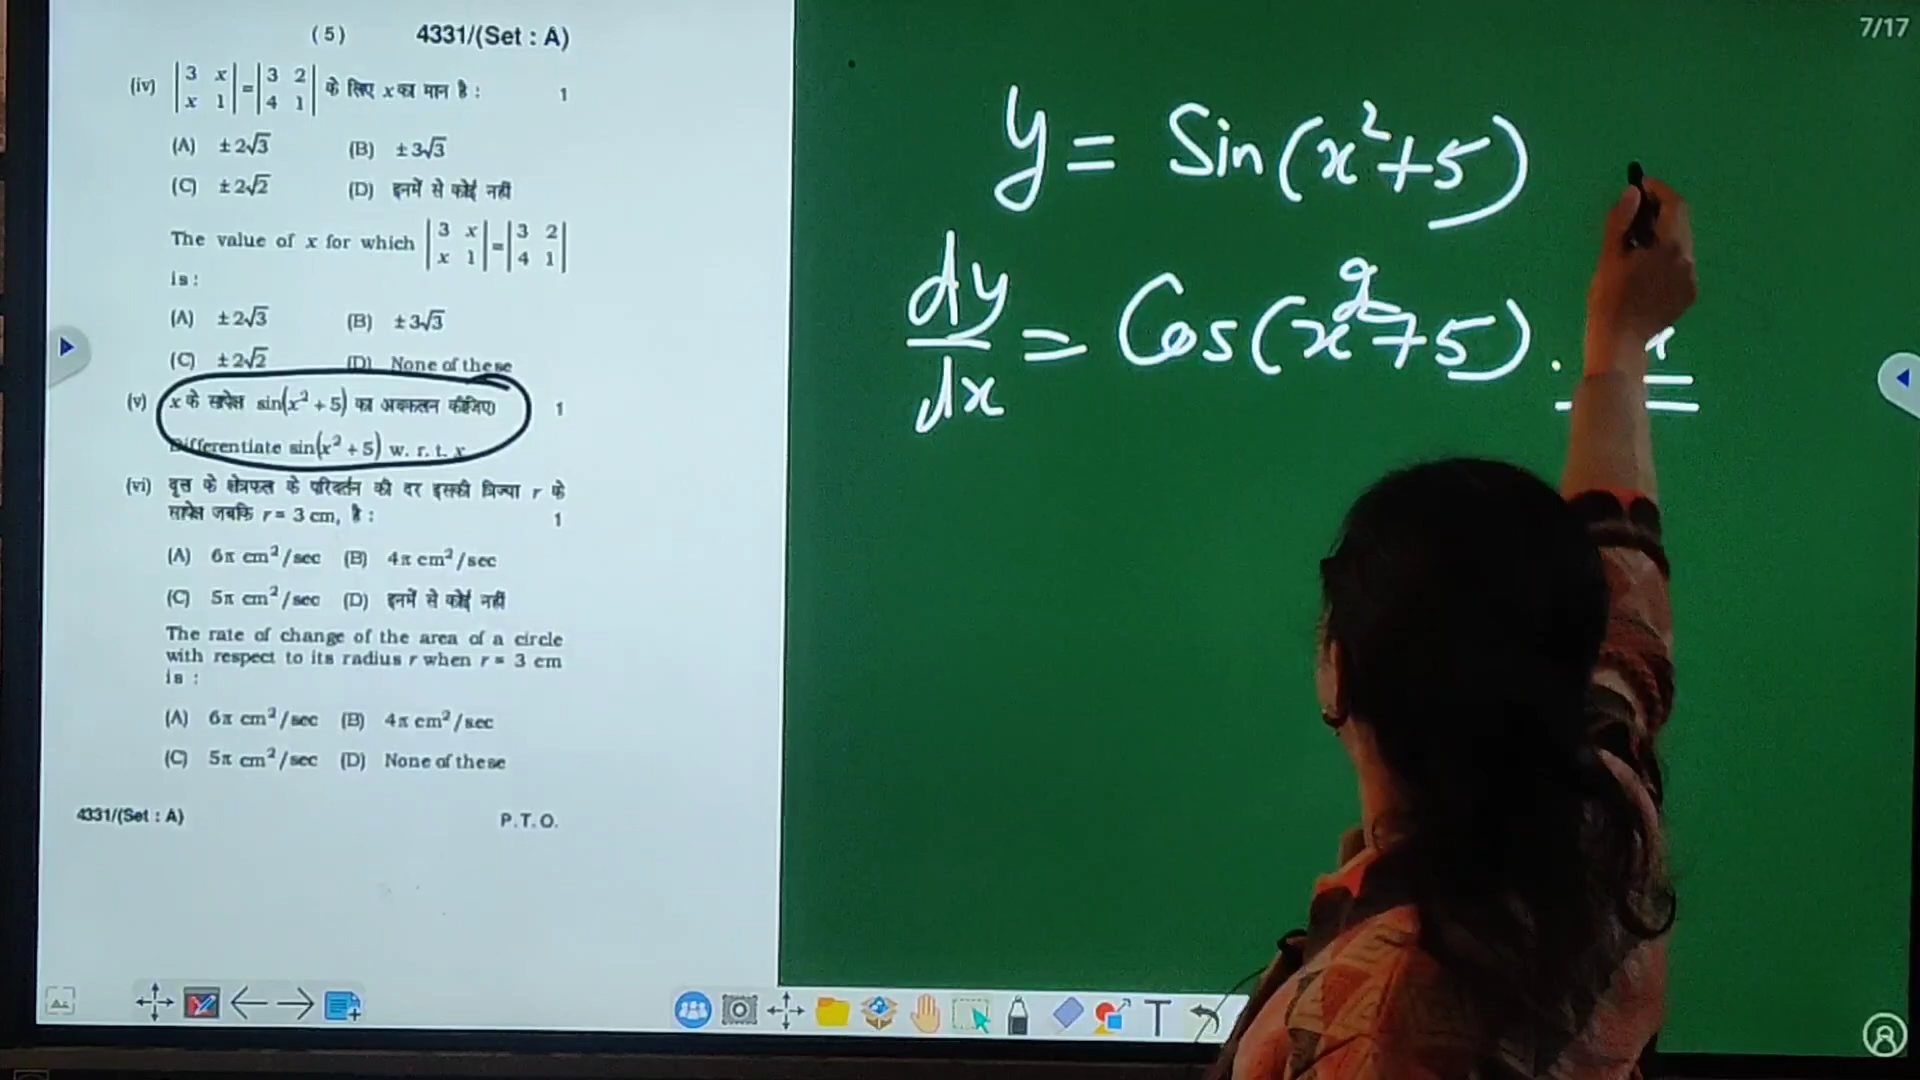 ( 5 ) 4331/(Set : A)
(iv) |3 x x 1| = |3 2 4 1| के लिए x का मान है : 1
(A) ±2√3 (B) ±3√3
(C) ±2√2 (D) इनमें से कोई नहीं
The value of x for which |3 x x 1| = |3 2 4 1|
is :
(A) ±2√3 (B) ±3√3
(C) ±2√2 (D) None of these
(v) x के सापेक्ष sin(x² + 5) का अवकलन कीजिए। 1
Differentiate sin(x² + 5) w. r. t. x
(vi) वृत्त के क्षेत्रफल के परिवर्तन की दर इसकी त्रिज्या r के
सापेक्ष जबकि r = 3 cm, है : 1
(A) 6π cm²/sec (B) 4π cm²/sec
(C) 5π cm²/sec (D) इनमें से कोई नहीं
The rate of change of the area of a circle
with respect to its radius r when r = 3 cm
is :
(A) 6π cm²/sec (B) 4π cm²/sec
(C) 5π cm²/sec (D) None of these
4331/(Set : A) P.T.O.
7/17
y = Sin(x²+5)
dy/dx = Cos(x²+5) .